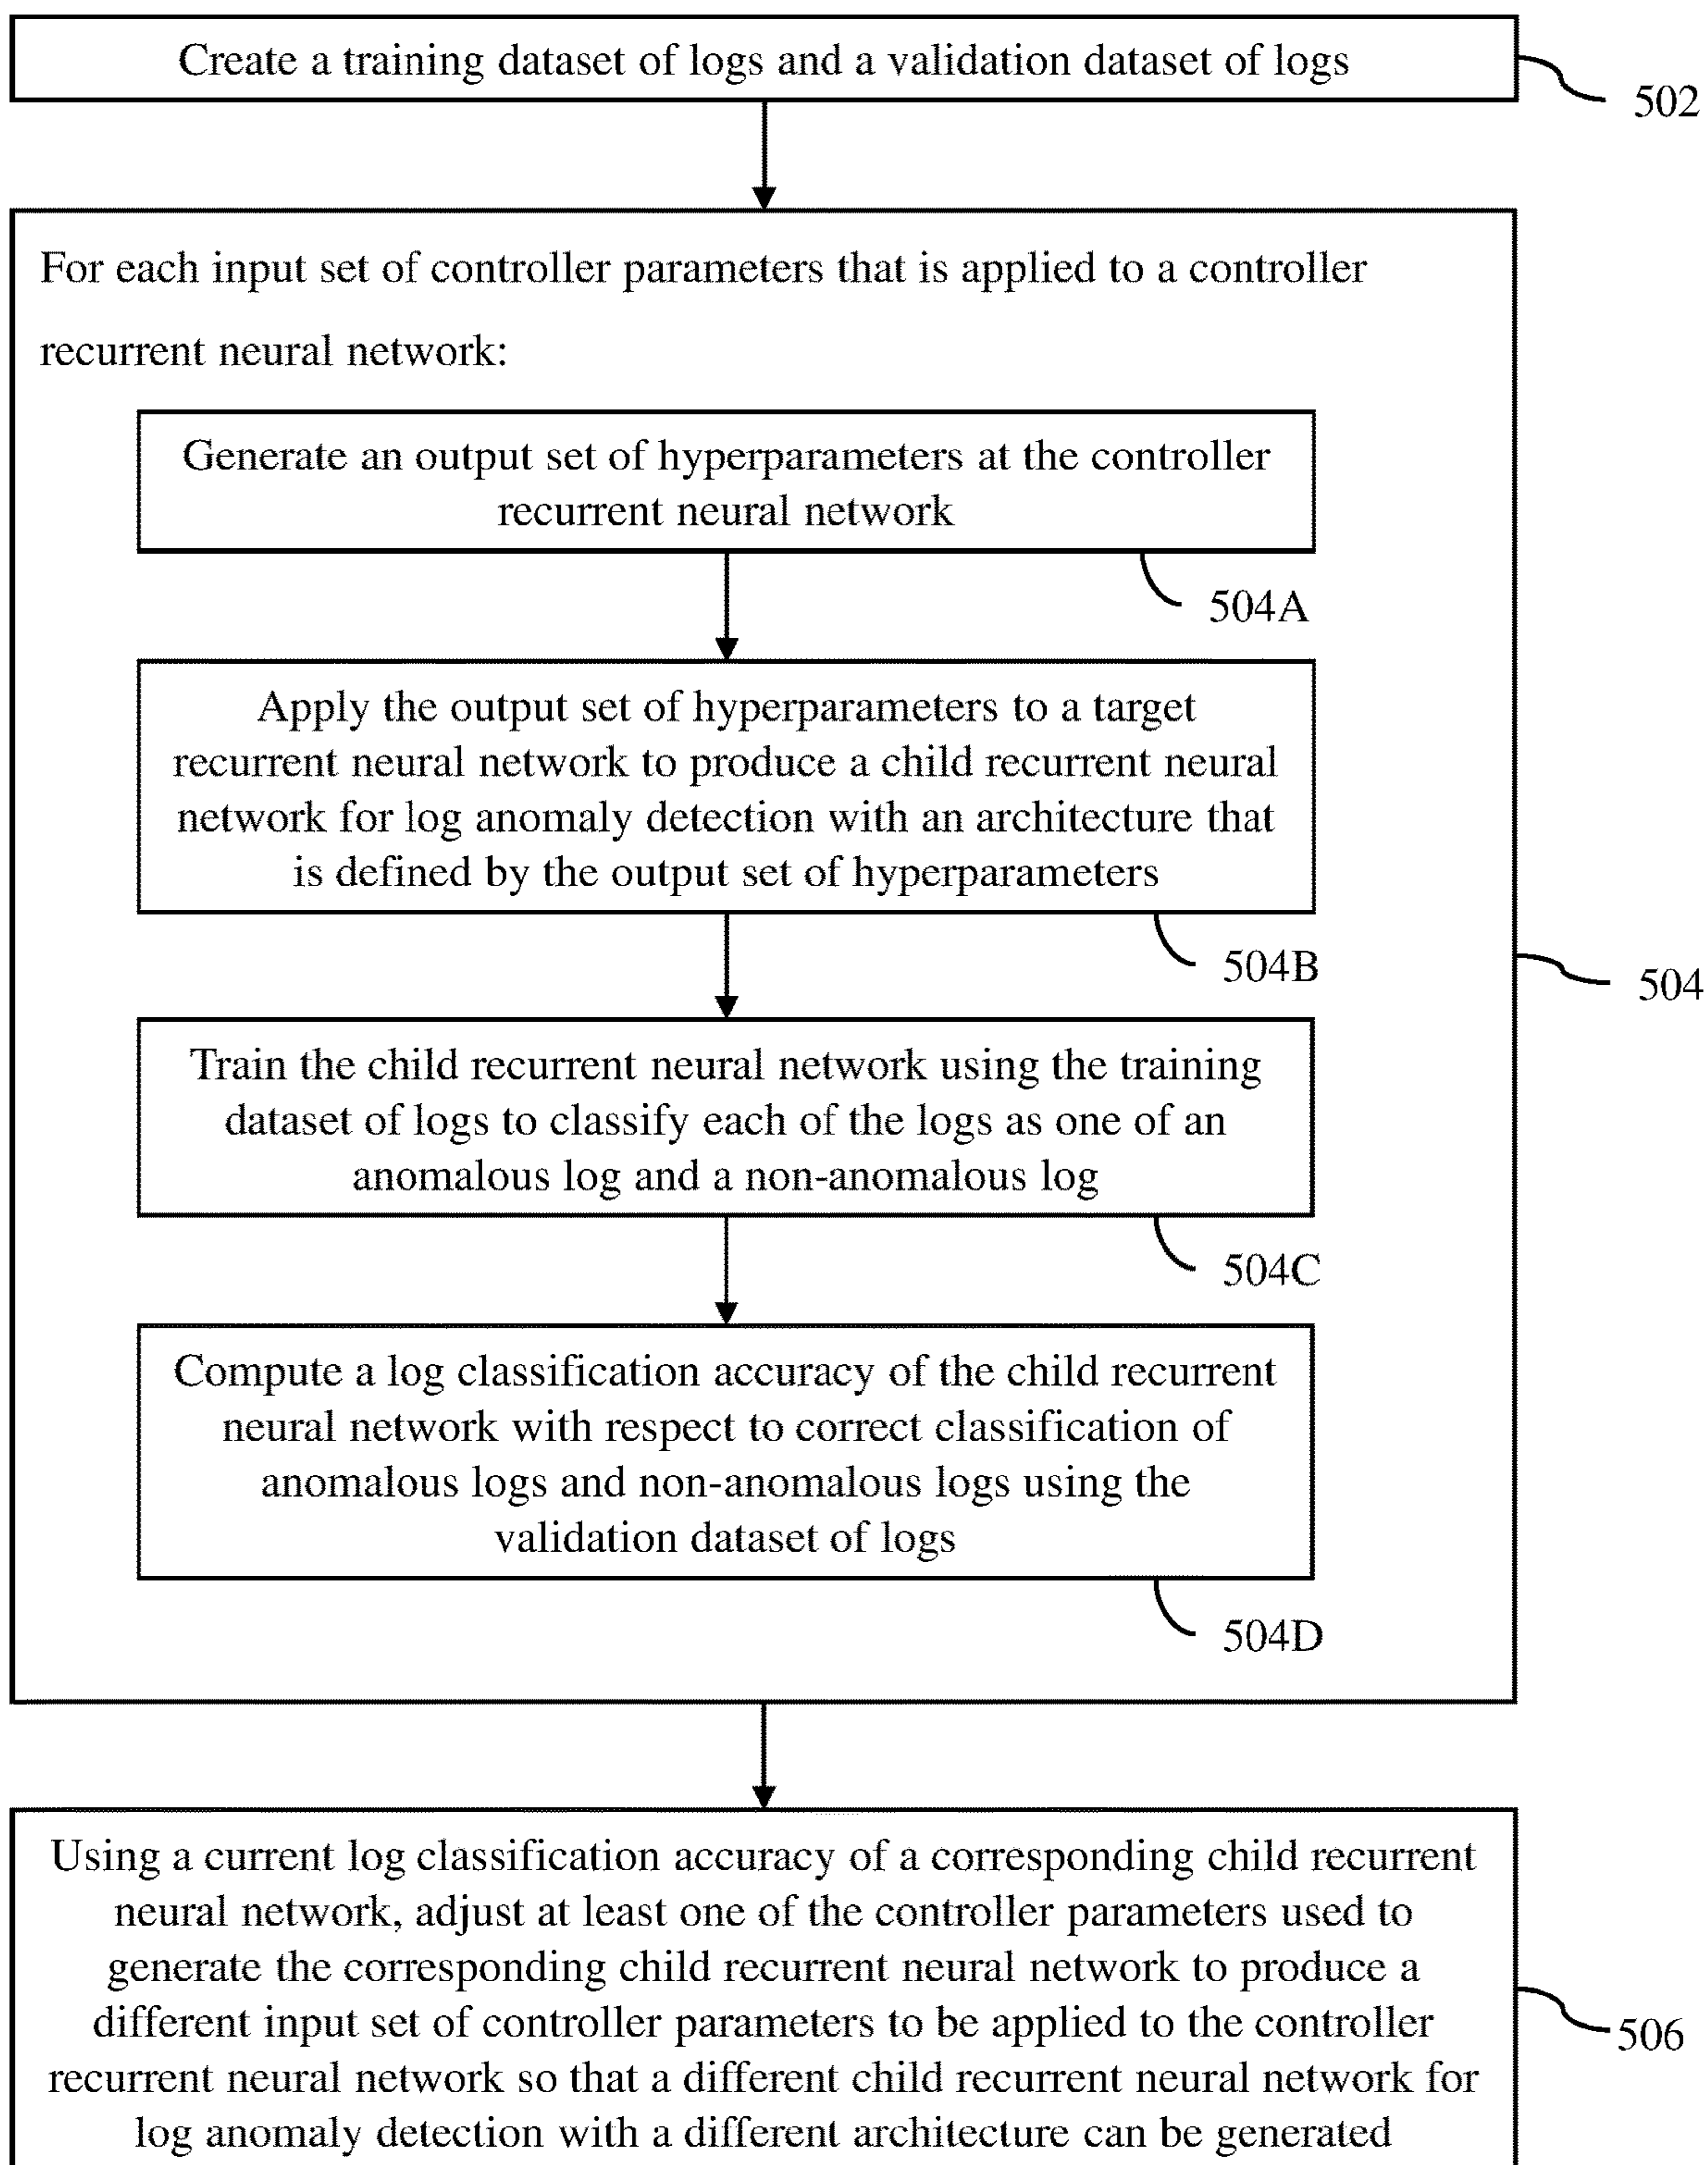 Create a training dataset of logs and a validation dataset of logs
502
For each input set of controller parameters that is applied to a controller
recurrent neural network:
Generate an output set of hyperparameters at the controller
recurrent neural network
504A
Apply the output set of hyperparameters to a target
recurrent neural network to produce a child recurrent neural
network for log anomaly detection with an architecture that
is defined by the output set of hyperparameters
504B
504
Train the child recurrent neural network using the training
dataset of logs to classify each of the logs as one of an
anomalous log and a non-anomalous log
504C
Compute a log classification accuracy of the child recurrent
neural network with respect to correct classification of
anomalous logs and non-anomalous logs using the
validation dataset of logs
504D
Using a current log classification accuracy of a corresponding child recurrent
neural network, adjust at least one of the controller parameters used to
generate the corresponding child recurrent neural network to produce a
different input set of controller parameters to be applied to the controller
recurrent neural network so that a different child recurrent neural network for
log anomaly detection with a different architecture can be generated
506